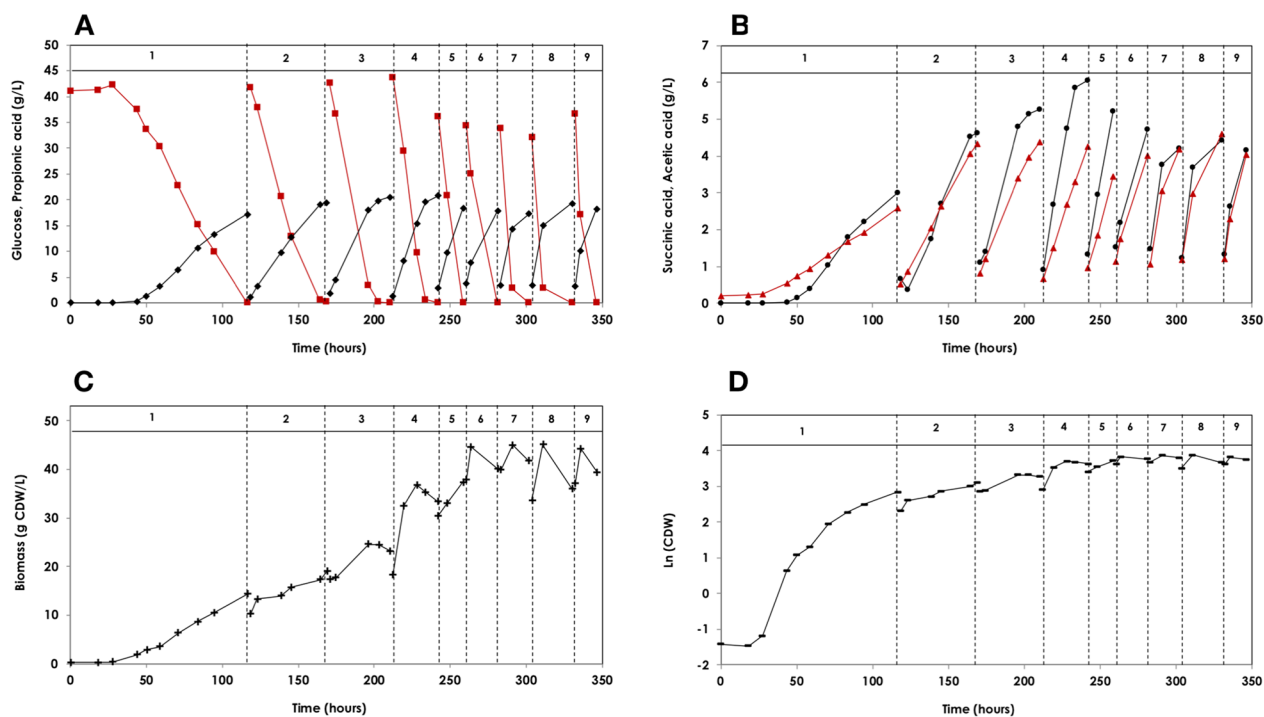 A
Glucose, Propionic acid (g/L)
50
45
40
35
30
25
20
15
10
5
0
1 2 3 4 5 6 7 8 9
0 50 100 150 200 250 300 350
Time (hours)
B
Succinic acid, Acetic acid (g/L)
7
6
5
4
3
2
1
0
1 2 3 4 5 6 7 8 9
0 50 100 150 200 250 300 350
Time (hours)
C
Biomass (g CDW/L)
50
40
30
20
10
0
1 2 3 4 5 6 7 8 9
0 50 100 150 200 250 300 350
Time (hours)
D
Ln (CDW)
5
4
3
2
1
0
-1
-2
1 2 3 4 5 6 7 8 9
0 50 100 150 200 250 300 350
Time (hours)